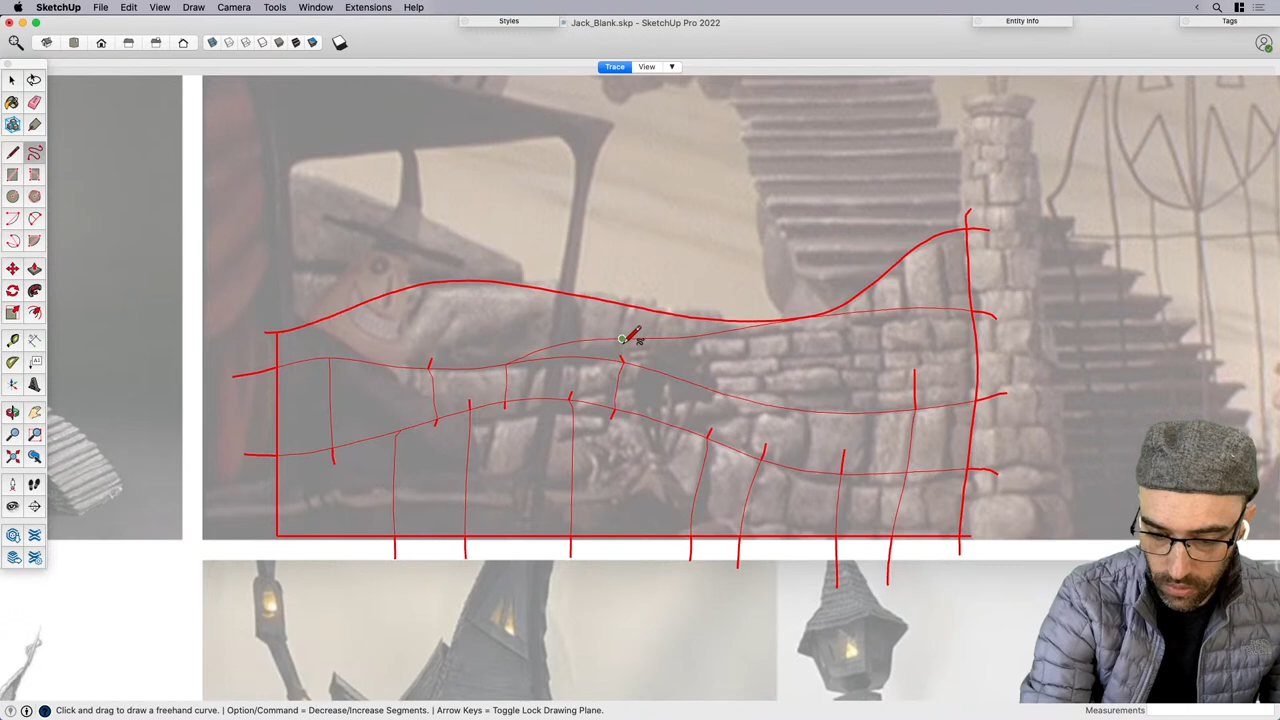 SketchUp File Edit View Draw Camera Tools Window Extensions Help
Styles
Jack_Blank.skp - SketchUp Pro 2022
Entity Info
Tags
Trace View
Click and drag to draw a freehand curve. | Option/Command = Decrease/Increase Segments. | Arrow Keys = Toggle Lock Drawing Plane.
Measurements